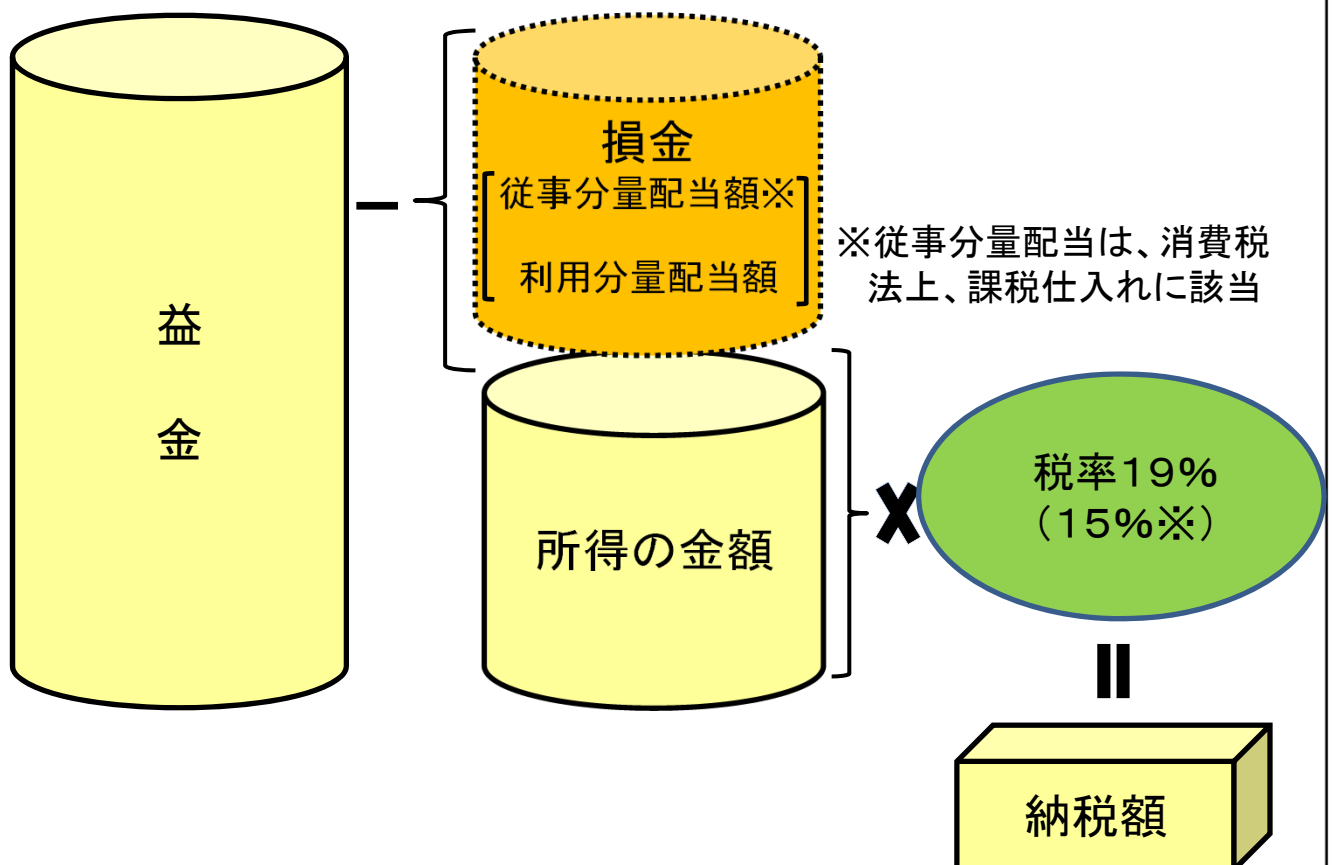 益
金
損金
従事分量配当額※
利用分量配当額
※従事分量配当は、消費税
法上、課税仕入れに該当
所得の金額
税率19%
（15%※）
納税額